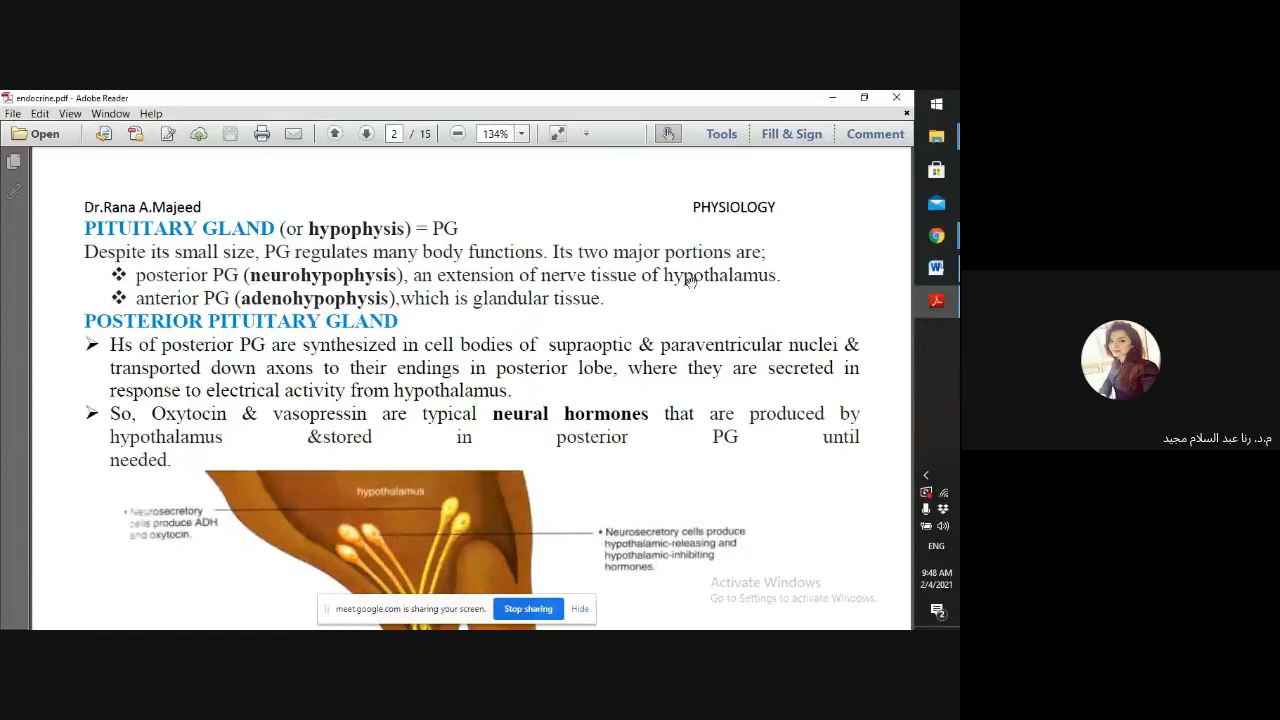 endocrine.pdf - Adobe Reader
File Edit View Window Help
Open 2 / 15 134% Tools Fill & Sign Comment
Dr.Rana A.Majeed PHYSIOLOGY
PITUITARY GLAND (or hypophysis) = PG
Despite its small size, PG regulates many body functions. Its two major portions are;
❖ posterior PG (neurohypophysis), an extension of nerve tissue of hypothalamus.
❖ anterior PG (adenohypophysis),which is glandular tissue.
POSTERIOR PITUITARY GLAND
➢ Hs of posterior PG are synthesized in cell bodies of supraoptic & paraventricular nuclei &
transported down axons to their endings in posterior lobe, where they are secreted in
response to electrical activity from hypothalamus.
➢ So, Oxytocin & vasopressin are typical neural hormones that are produced by
hypothalamus &stored in posterior PG until
needed.
hypothalamus
• Neurosecretory
cells produce ADH
and oxytocin.
• Neurosecretory cells produce
hypothalamic-releasing and
hypothalamic-inhibiting
hormones.
Activate Windows
Go to Settings to activate Windows.
meet.google.com is sharing your screen. Stop sharing Hide
ENG
9:48 AM
2/4/2021
2
م.د. رنا عبد السلام مجيد